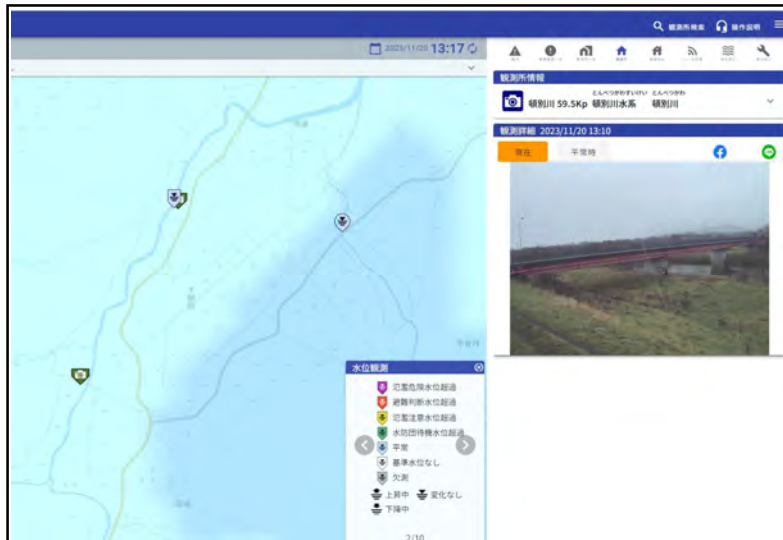 観測所検索 操作説明
2023/11/20 13:17
観測所情報
とんべつがわすいけい とんべつがわ
頓別川 59.5Kp 頓別川水系 頓別川
観測詳細 2023/11/20 13:10
現在 平常時
水位観測
氾濫危険水位超過
避難判断水位超過
氾濫注意水位超過
水防団待機水位超過
平常
基準水位なし
欠測
上昇中 変化なし
下降中
2/10